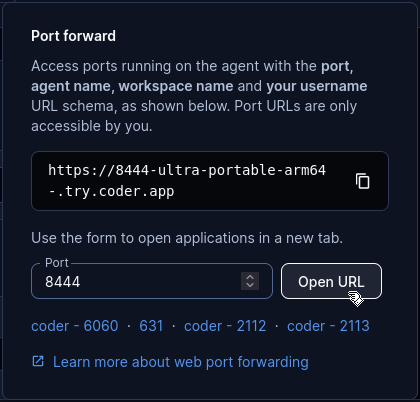 Port forward
Access ports running on the agent with the port,
agent name, workspace name and your username
URL schema, as shown below. Port URLs are only
accessible by you.
https://8444-ultra-portable-arm64
-.try.coder.app
Use the form to open applications in a new tab.
Port
8444
Open URL
coder - 6060 · 631 · coder - 2112 · coder - 2113
Learn more about web port forwarding